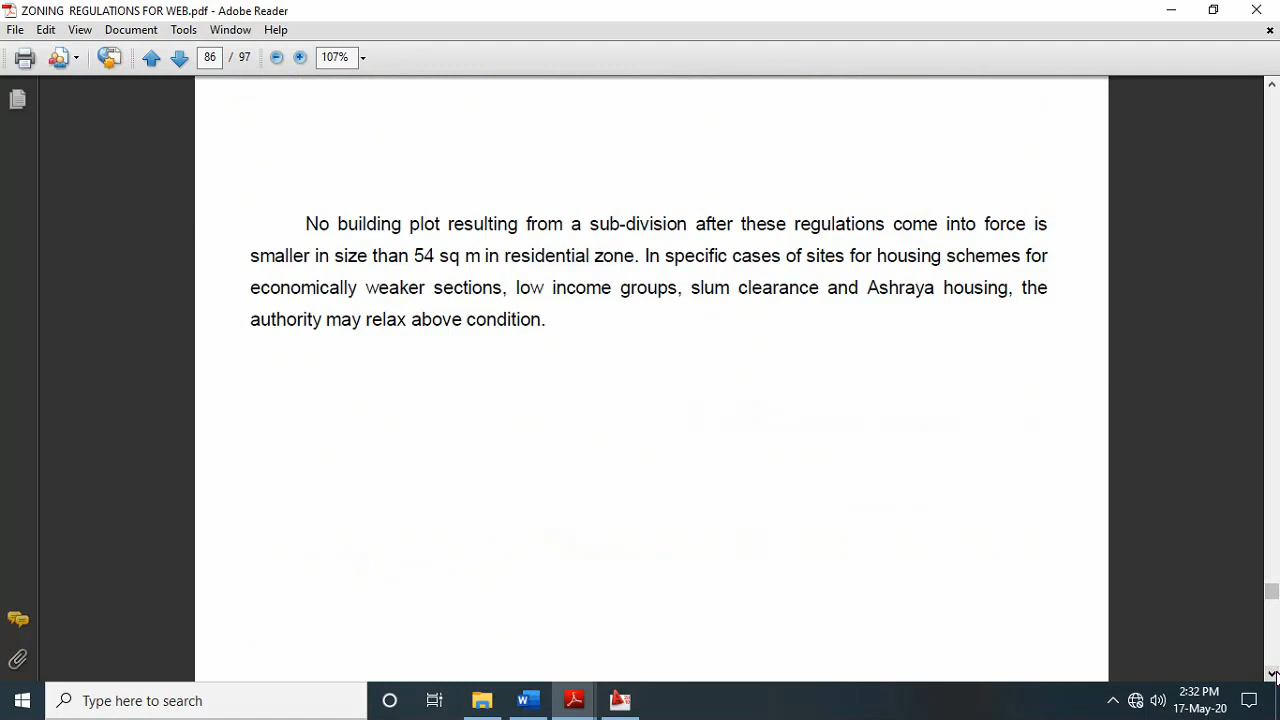 ZONING REGULATIONS FOR WEB.pdf - Adobe Reader
File Edit View Document Tools Window Help
86 / 97 107%
No building plot resulting from a sub-division after these regulations come into force is
smaller in size than 54 sq m in residential zone. In specific cases of sites for housing schemes for
economically weaker sections, low income groups, slum clearance and Ashraya housing, the
authority may relax above condition.
Type here to search
2:32 PM
17-May-20